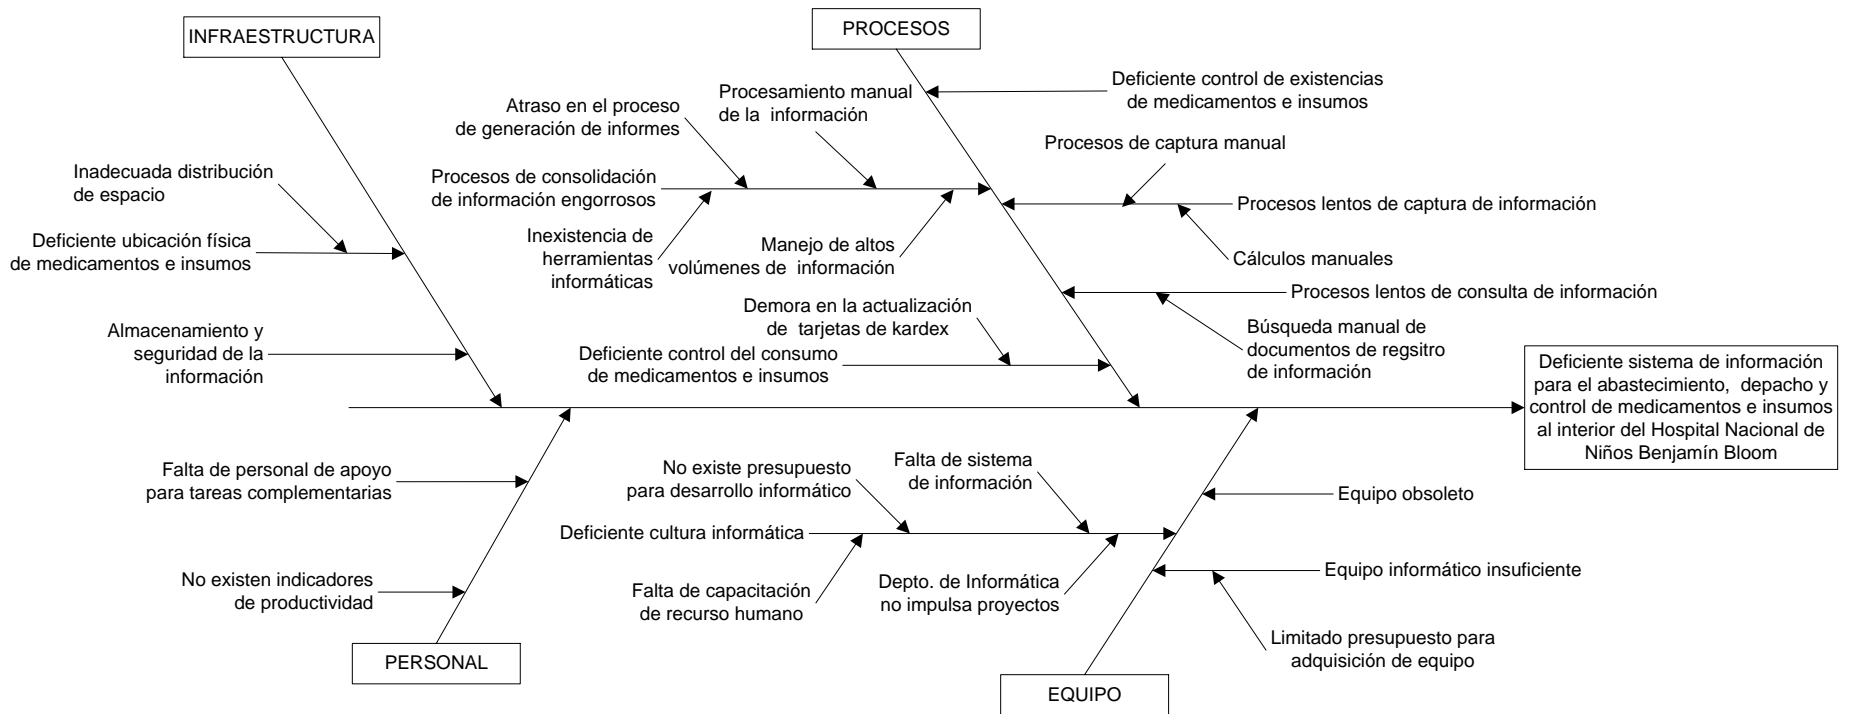 INFRAESTRUCTURA
PROCESOS
Deficiente control de existencias
de medicamentos e insumos
Procesamiento manual
de la información
Atraso en el proceso
de generación de informes
Procesos de captura manual
Inadecuada distribución
de espacio
Procesos de consolidación
de información engorrosos
Procesos lentos de captura de información
Deficiente ubicación física
de medicamentos e insumos
Inexistencia de
herramientas
informáticas
Manejo de altos
volúmenes de información
Cálculos manuales
Procesos lentos de consulta de información
Demora en la actualización
de tarjetas de kardex
Almacenamiento y
seguridad de la
información
Búsqueda manual de
documentos de regsitro
de información
Deficiente control del consumo
de medicamentos e insumos
Deficiente sistema de información
para el abastecimiento, depacho y
control de medicamentos e insumos
al interior del Hospital Nacional de
Niños Benjamín Bloom
Falta de personal de apoyo
para tareas complementarias
No existe presupuesto
para desarrollo informático
Falta de sistema
de información
Equipo obsoleto
Deficiente cultura informática
Equipo informático insuficiente
No existen indicadores
de productividad
Falta de capacitación
de recurso humano
Depto. de Informática
no impulsa proyectos
Limitado presupuesto para
adquisición de equipo
PERSONAL
EQUIPO